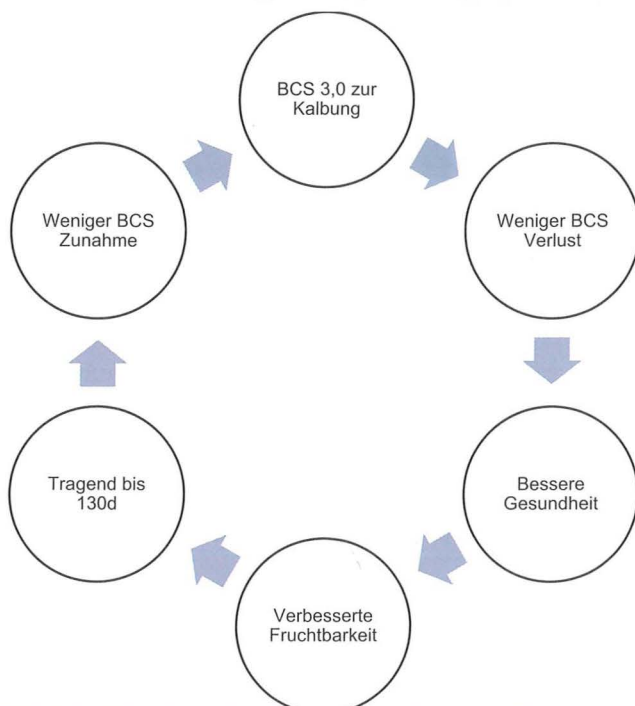 BCS 3,0 zur
Kalbung
Weniger BCS
Verlust
Bessere
Gesundheit
Verbesserte
Fruchtbarkeit
Tragend bis
130d
Weniger BCS
Zunahme